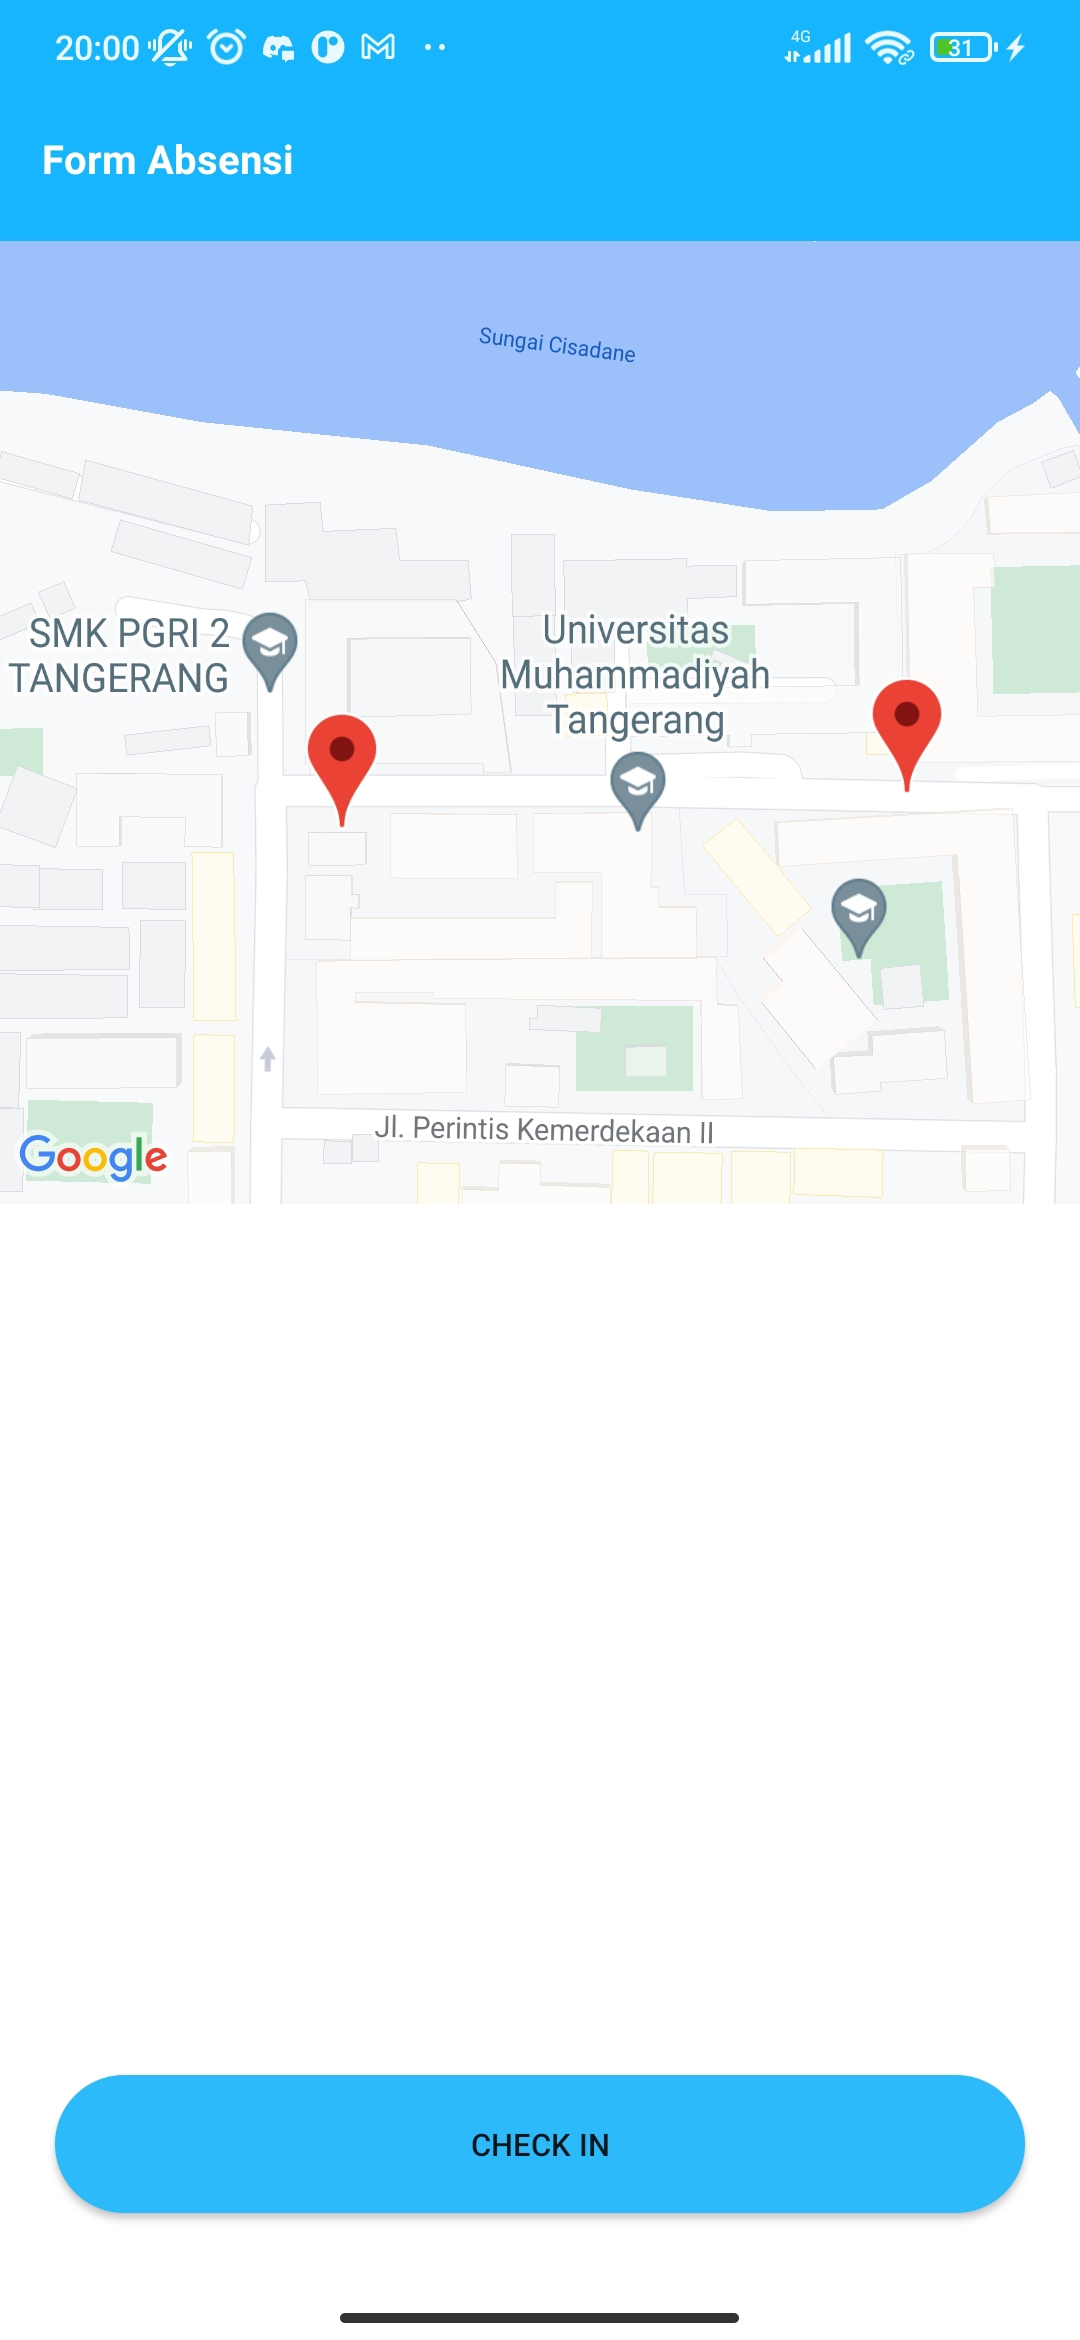 20:00
4G
31
Form Absensi
Sungai Cisadane
SMK PGRI 2
TANGERANG
Universitas
Muhammadiyah
Tangerang
Jl. Perintis Kemerdekaan II
Google
CHECK IN